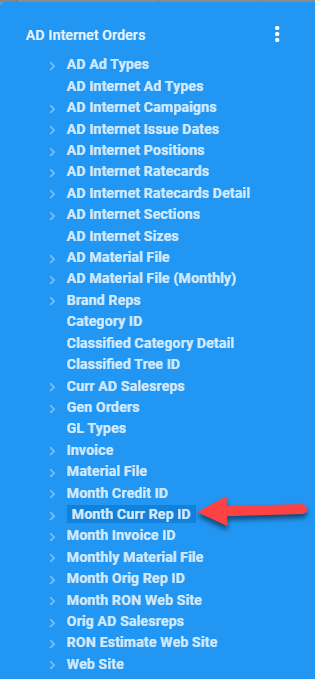 AD Internet Orders
AD Ad Types
AD Internet Ad Types
AD Internet Campaigns
AD Internet Issue Dates
AD Internet Positions
AD Internet Ratecards
AD Internet Ratecards Detail
AD Internet Sections
AD Internet Sizes
AD Material File
AD Material File (Monthly)
Brand Reps
Category ID
Classified Category Detail
Classified Tree ID
Curr AD Salesreps
Gen Orders
GL Types
Invoice
Material File
Month Credit ID
Month Curr Rep ID
Month Invoice ID
Monthly Material File
Month Orig Rep ID
Month RON Web Site
Orig AD Salesreps
RON Estimate Web Site
Web Site